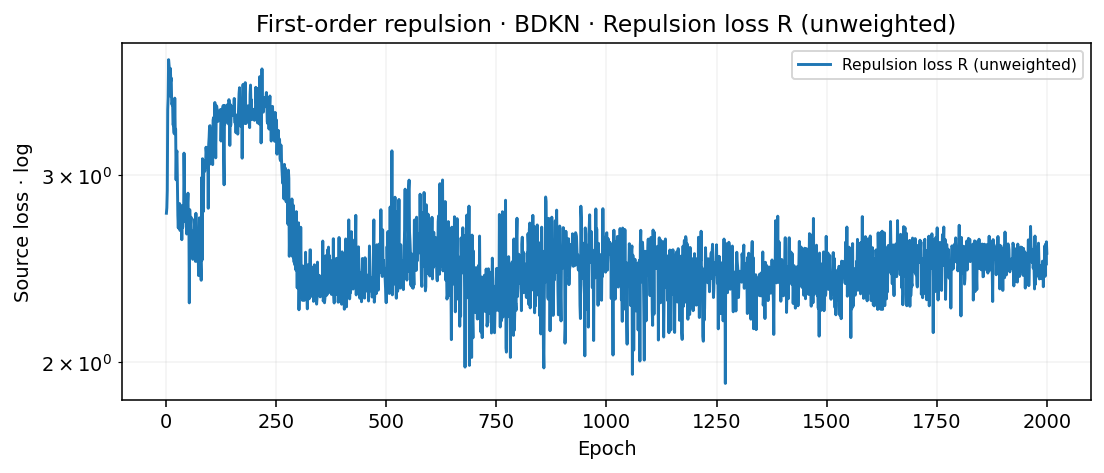 First-order repulsion · BDKN · Repulsion loss R (unweighted)
Repulsion loss R (unweighted)
Source loss · log
3 × 10⁰
2 × 10⁰
0 250 500 750 1000 1250 1500 1750 2000
Epoch